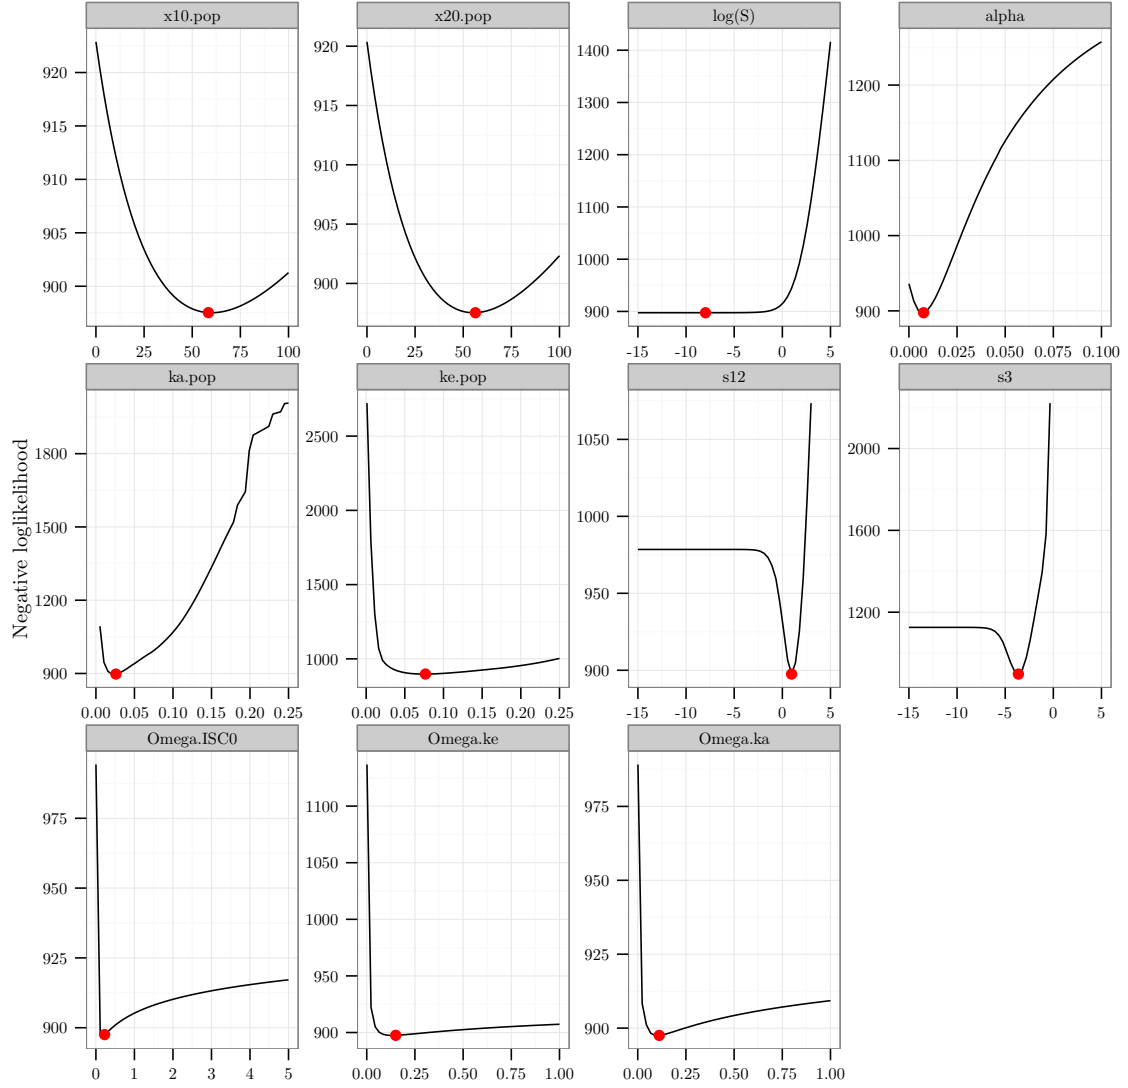 x10.pop
x20.pop
log(S)
alpha
920
915
910
905
900
0 25 50 75 100
920
915
910
905
900
0 25 50 75 100
1400
1300
1200
1100
1000
900
-15 -10 -5 0 5
1200
1100
1000
900
0.000 0.025 0.050 0.075 0.100
Negative loglikelihood
ka.pop
ke.pop
s12
s3
1800
1500
1200
900
0.00 0.05 0.10 0.15 0.20 0.25
2500
2000
1500
1000
0.00 0.05 0.10 0.15 0.20 0.25
1050
1000
950
900
-15 -10 -5 0 5
2000
1600
1200
-15 -10 -5 0 5
Omega.ISC0
Omega.ke
Omega.ka
975
950
925
900
0 1 2 3 4 5
1100
1050
1000
950
900
0.00 0.25 0.50 0.75 1.00
975
950
925
900
0.00 0.25 0.50 0.75 1.00